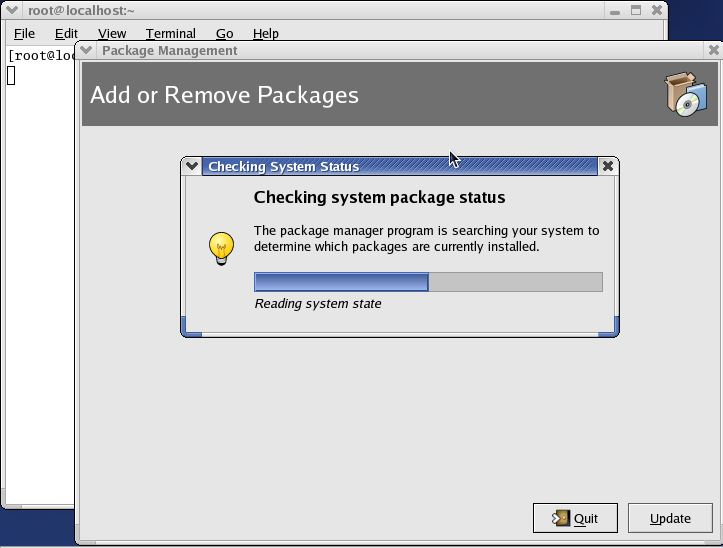 root@localhost:~
File Edit View Terminal Go Help
[root@loc
Package Management
Add or Remove Packages
Checking System Status
Checking system package status
The package manager program is searching your system to
determine which packages are currently installed.
Reading system state
Quit Update